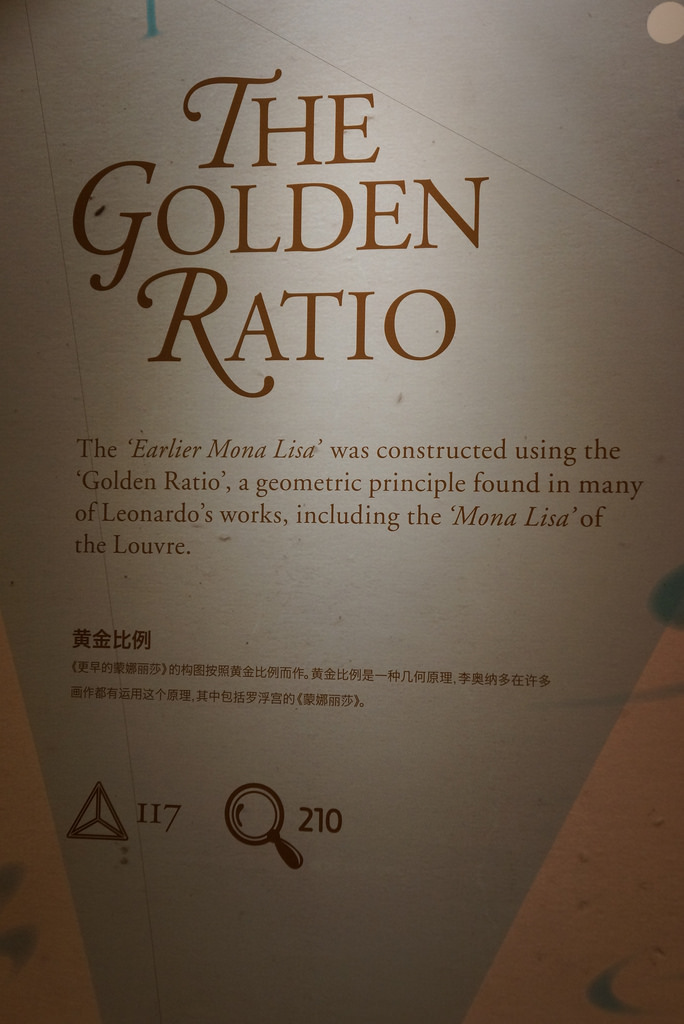 THE
GOLDEN
RATIO
The ‘Earlier Mona Lisa’ was constructed using the
‘Golden Ratio’, a geometric principle found in many
of Leonardo’s works, including the ‘Mona Lisa’ of
the Louvre.
黄金比例
《更早的蒙娜丽莎》的构图按照黄金比例而作。黄金比例是一种几何原理,李奥纳多在许多
画作都有运用这个原理,其中包括罗浮宫的《蒙娜丽莎》。
117
210